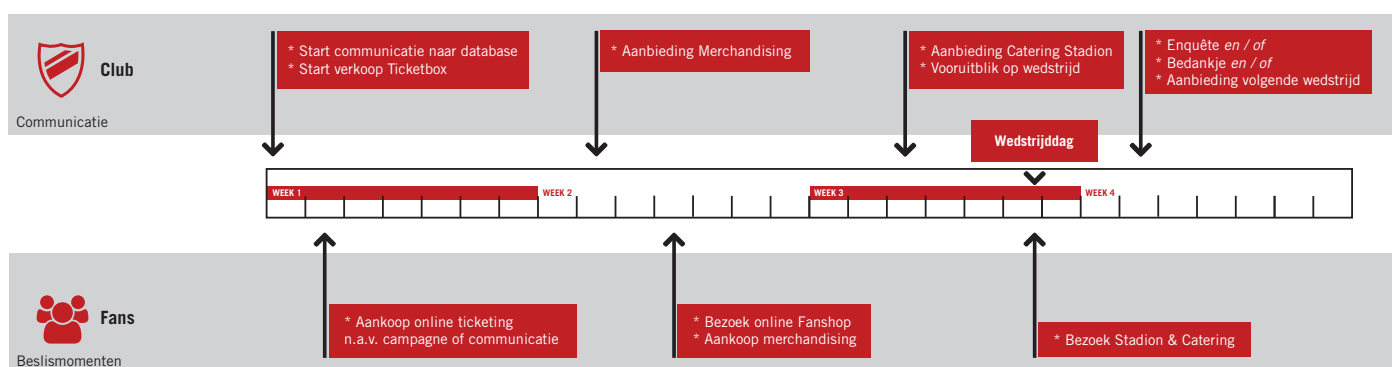 Club
Communicatie
* Start communicatie naar database
* Start verkoop Ticketbox
* Aanbieding Merchandising
* Aanbieding Catering Stadion
* Vooruitblik op wedstrijd
* Enquête en / of
* Bedankje en / of
* Aanbieding volgende wedstrijd
Wedstrijddag
WEEK 1
WEEK 2
WEEK 3
WEEK 4
Fans
Beslismomenten
* Aankoop online ticketing
n.a.v. campagne of communicatie
* Bezoek online Fanshop
* Aankoop merchandising
* Bezoek Stadion & Catering